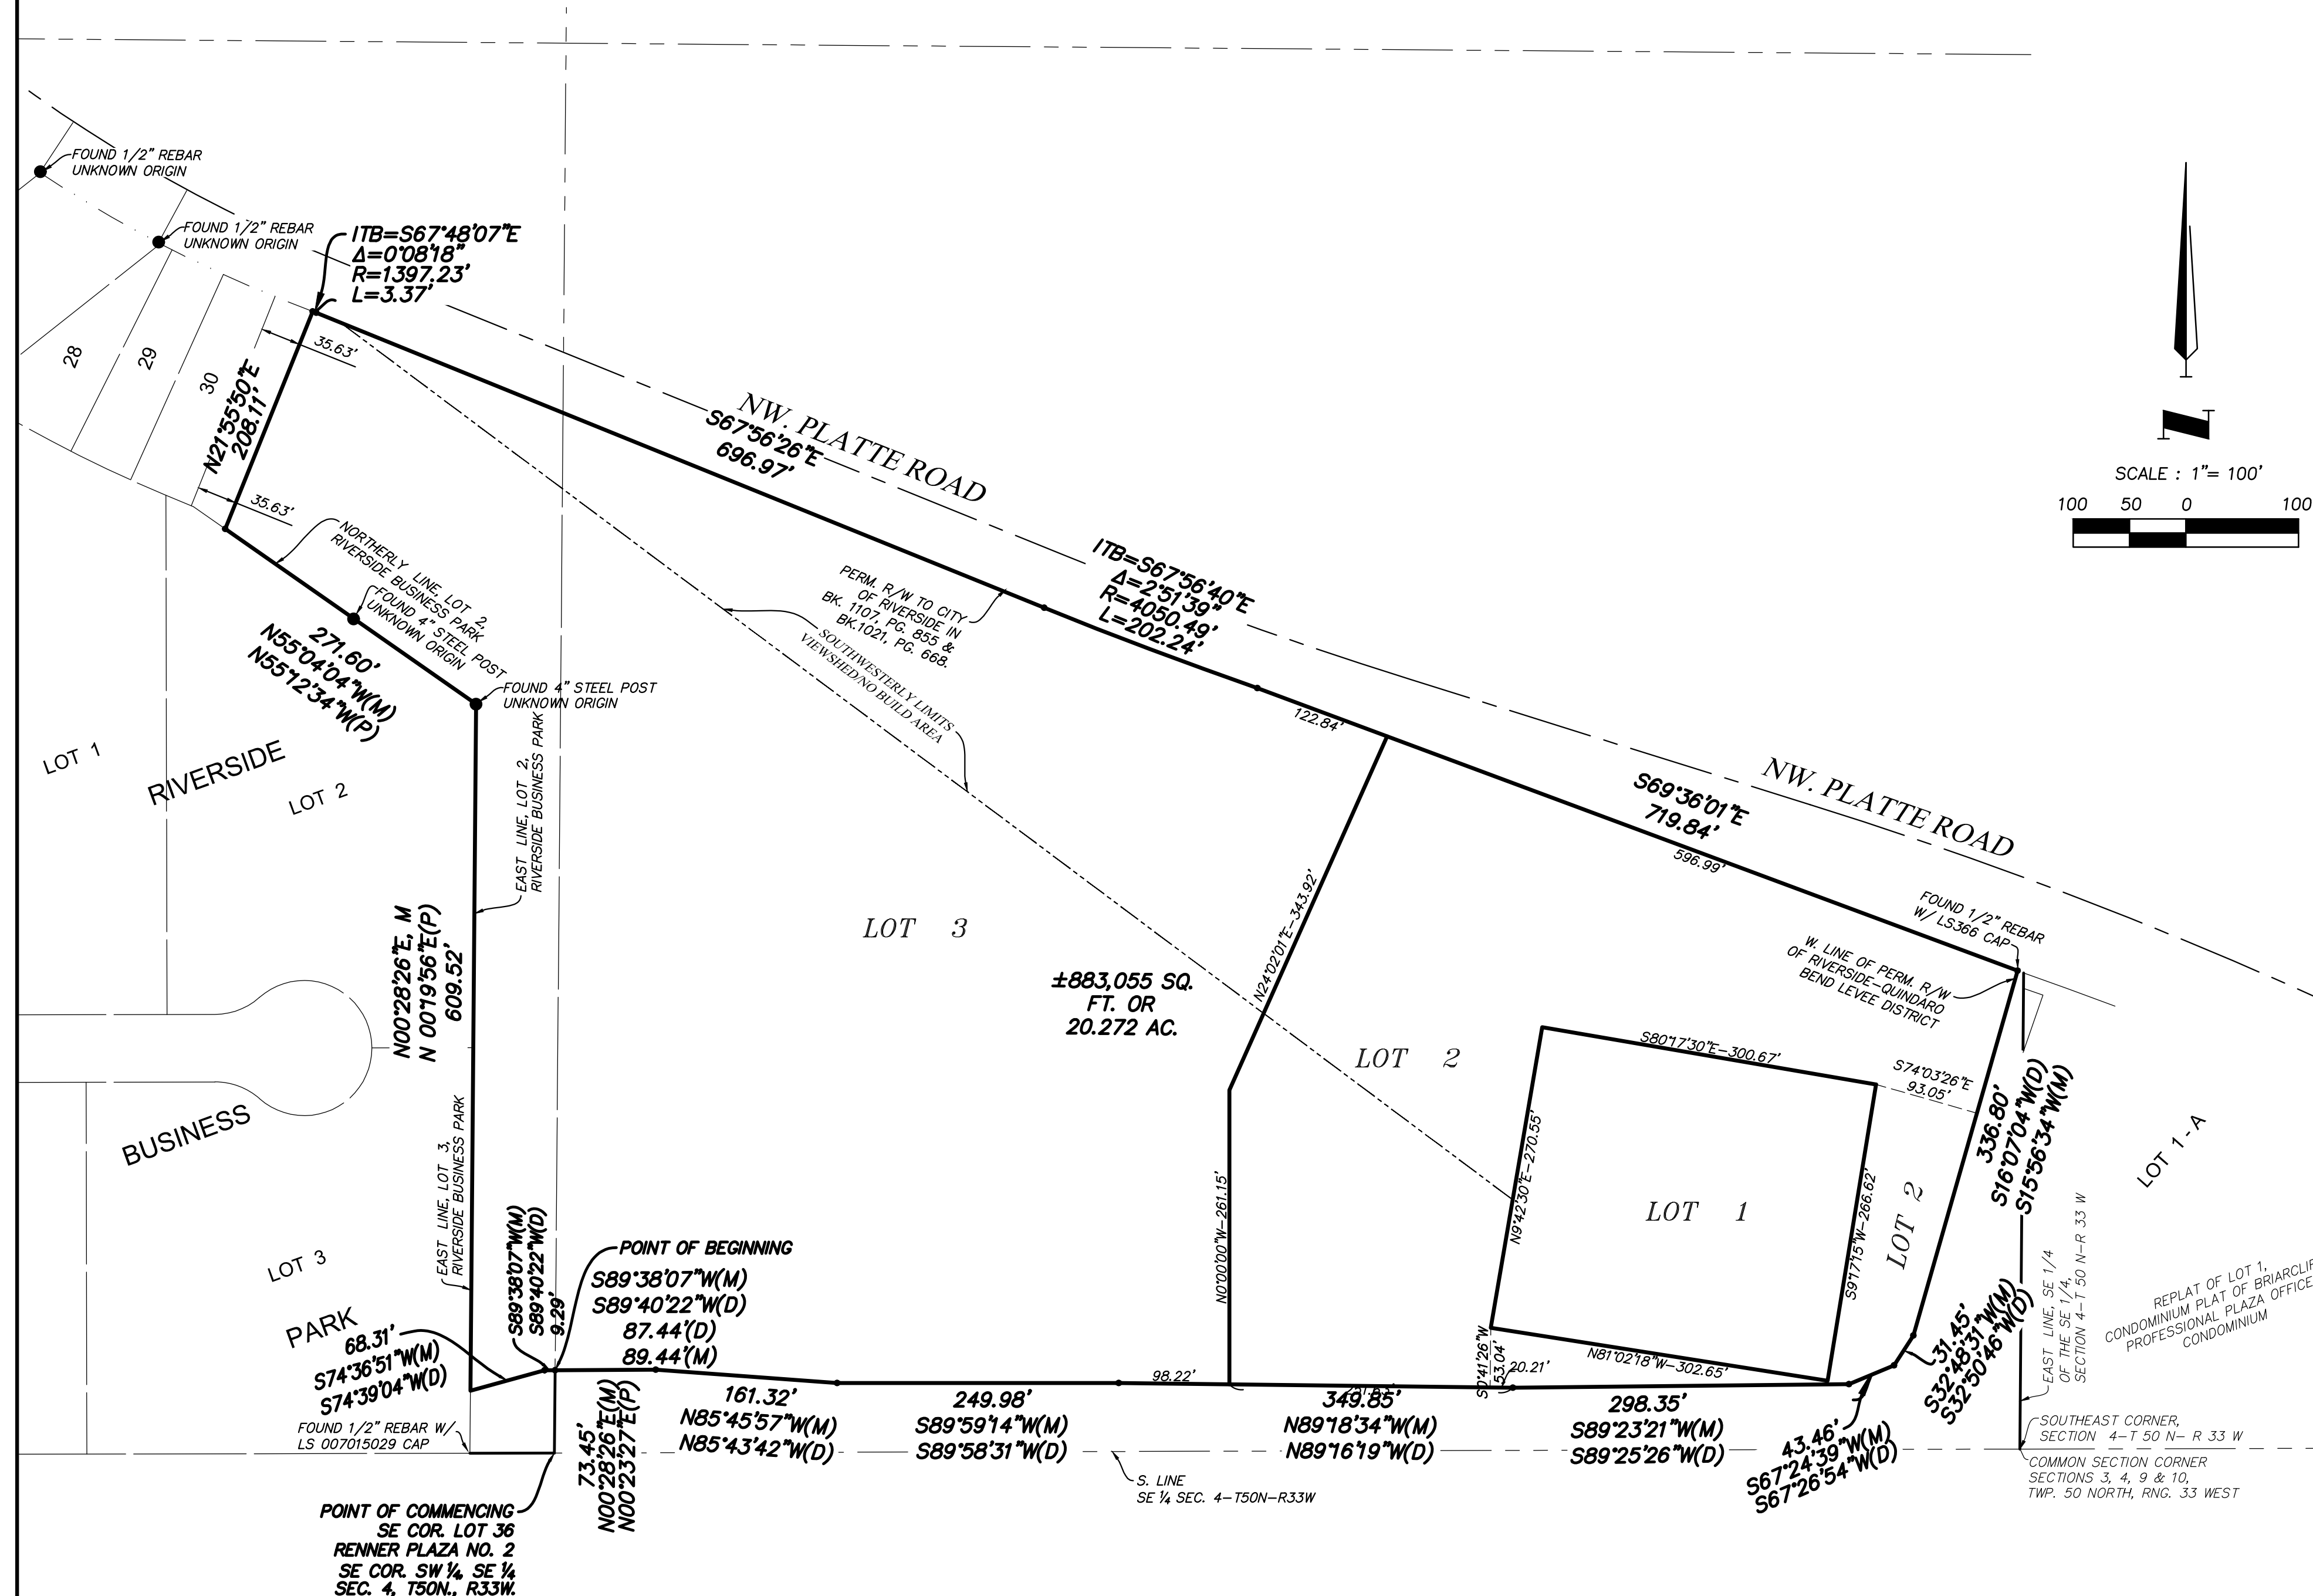 FOUND 1/2" REBAR
UNKNOWN ORIGIN
FOUND 1/2" REBAR
UNKNOWN ORIGIN
ITB=S67°48'07"E
Δ=0°08'18"
R=1397.23'
L=3.37'
28
29
30
35.63'
35.63'
N21°55'50"E
208.11'
NW. PLATTE ROAD
S67°56'26"E
696.97'
NORTHERLY LINE, LOT 2,
RIVERSIDE BUSINESS PARK
FOUND 4" STEEL POST
UNKNOWN ORIGIN
271.60'
N55°04'04"W(M)
N55°12'34"W(P)
FOUND 4" STEEL POST
UNKNOWN ORIGIN
PERM. R/W TO CITY
OF RIVERSIDE IN
BK. 1107, PG. 855 &
BK.1021, PG. 668.
SOUTHWESTERLY LIMITS
VIEWSHED/NO BUILD AREA
ITB=S67°56'40"E
Δ=2°51'39"
R=4050.49'
L=202.24'
122.84'
S69°36'01"E
719.84'
596.99'
NW. PLATTE ROAD
SCALE : 1"= 100'
100 50 0 100
N
LOT 1
RIVERSIDE
LOT 2
EAST LINE, LOT 2,
RIVERSIDE BUSINESS PARK
N00°28'26"E, M
N 00°19'56"E(P)
609.52'
LOT 3
±883,055 SQ.
FT. OR
20.272 AC.
N24°02'01"E-343.92'
N0°00'00"W-261.15'
LOT 2
FOUND 1/2" REBAR
W/ LS366 CAP
W. LINE OF PERM. R/W
OF RIVERSIDE-QUINDARO
BEND LEVEE DISTRICT
S80°17'30"E-300.67'
S74°03'26"E
93.05'
N9°42'30"E-270.55'
LOT 1
S9°17'15"W-266.62'
N81°02'18"W-302.65'
LOT 2
336.80'
S16°07'04"W(D)
S15°56'34"W(M)
LOT 1-A
BUSINESS
EAST LINE, LOT 3,
RIVERSIDE BUSINESS PARK
LOT 3
PARK
68.31'
S74°36'51"W(M)
S74°39'04"W(D)
S89°38'07"W(M)
S89°40'22"W(D)
9.29'
POINT OF BEGINNING
S89°38'07"W(M)
S89°40'22"W(D)
87.44'(D)
89.44'(M)
FOUND 1/2" REBAR W/
LS 007015029 CAP
73.45'
N00°28'26"E(M)
N00°23'27"E(P)
161.32'
N85°45'57"W(M)
N85°43'42"W(D)
249.98'
S89°59'14"W(M)
S89°58'31"W(D)
98.22'
349.85'
N89°18'34"W(M)
N89°16'19"W(D)
S0°41'26"W
53.04'
20.21'
298.35'
S89°23'21"W(M)
S89°25'26"W(D)
43.46'
S67°24'39"W(M)
S67°26'54"W(D)
31.45'
S32°48'31"W(M)
S32°50'46"W(D)
EAST LINE, SE 1/4
OF THE SE 1/4,
SECTION 4-T 50 N-R 33 W
REPLAT OF LOT 1,
CONDOMINIUM PLAT OF
PROFESSIONAL PLAZA
CONDOMINIUM
SOUTHEAST CORNER,
SECTION 4-T 50 N- R 33 W
COMMON SECTION CORNER
SECTIONS 3, 4, 9 & 10,
TWP. 50 NORTH, RNG. 33 WEST
S. LINE
SE ¼ SEC. 4-T50N-R33W
POINT OF COMMENCING
SE COR. LOT 36
RENNER PLAZA NO. 2
SE COR. SW ¼, SE ¼
SEC. 4, T50N., R33W.